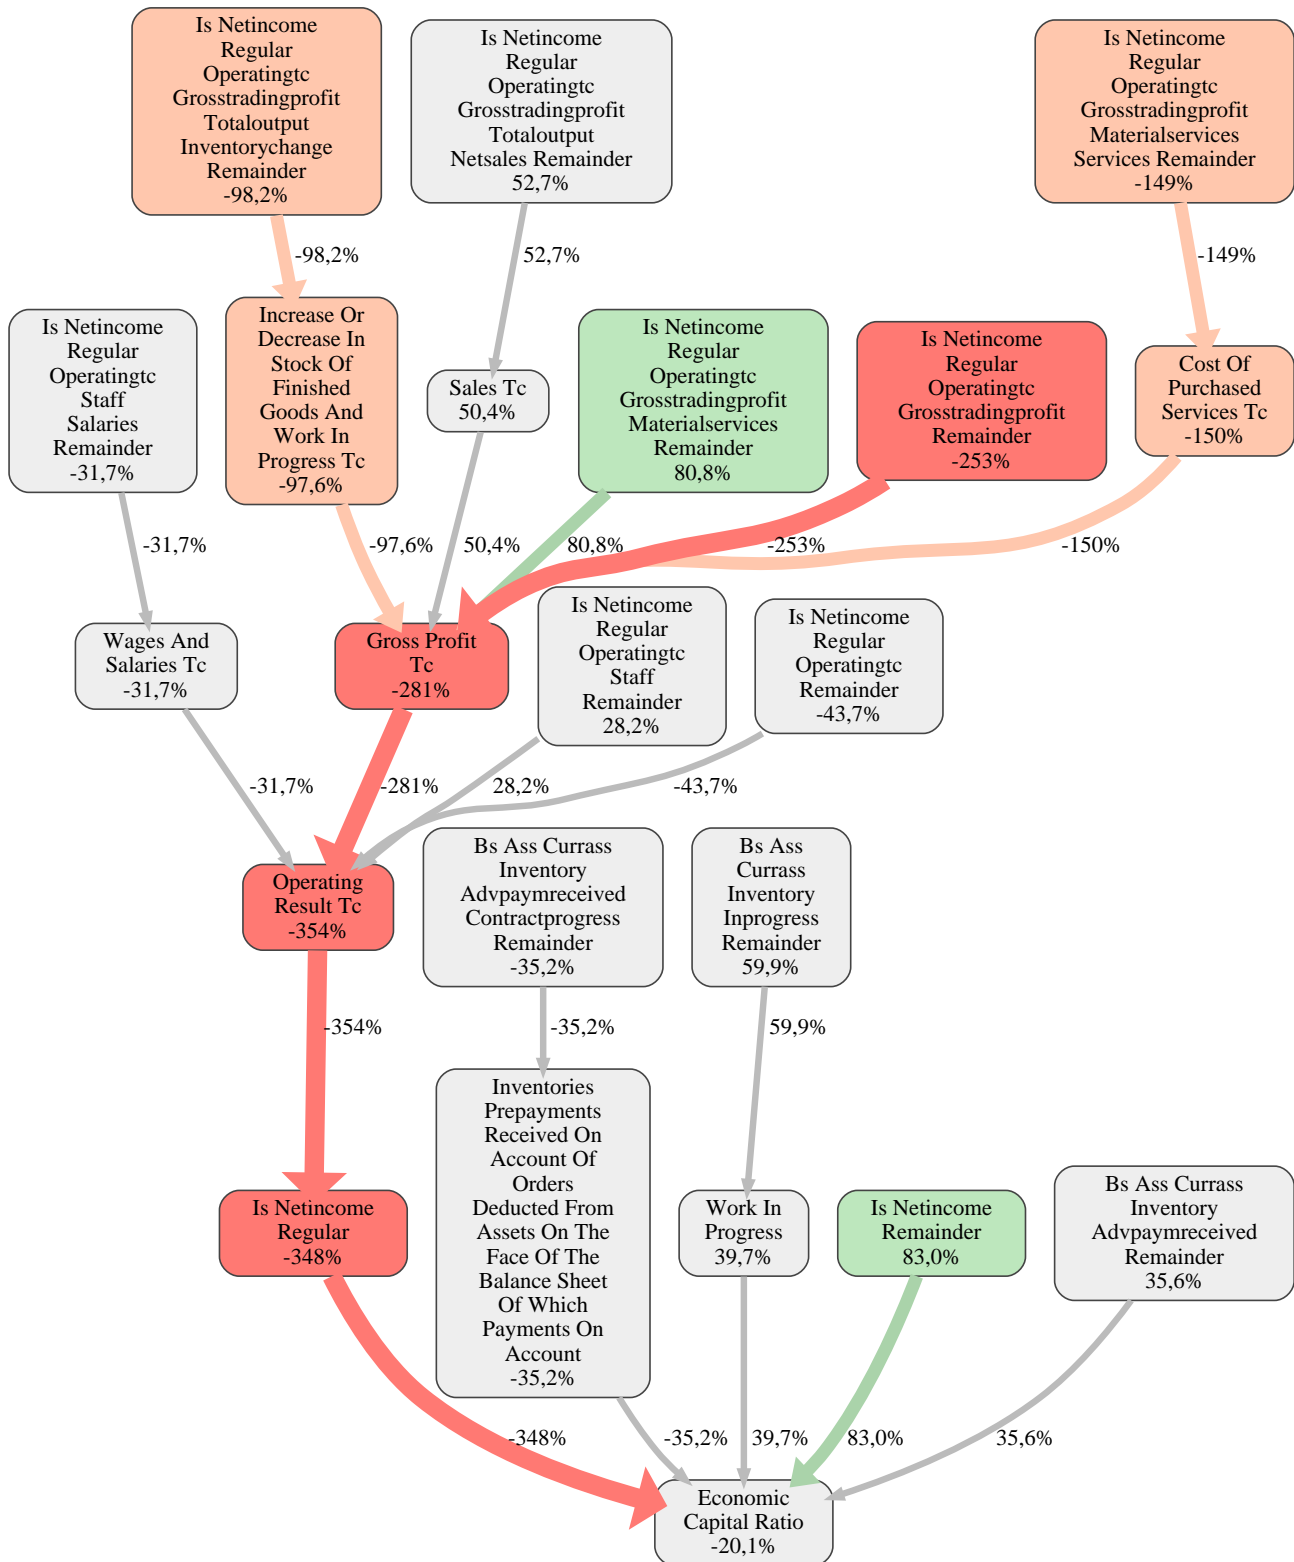 Is Netincome
Regular
Operatingtc
Grosstradingprofit
Totaloutput
Inventorychange
Remainder
-98,2%
Is Netincome
Regular
Operatingtc
Grosstradingprofit
Totaloutput
Netsales Remainder
52,7%
Is Netincome
Regular
Operatingtc
Grosstradingprofit
Materialservices
Services Remainder
-149%
-98,2%
52,7%
-149%
Is Netincome
Regular
Operatingtc
Staff
Salaries
Remainder
-31,7%
Increase Or
Decrease In
Stock Of
Finished
Goods And
Work In
Progress Tc
-97,6%
Sales Tc
50,4%
Is Netincome
Regular
Operatingtc
Grosstradingprofit
Materialservices
Remainder
80,8%
Is Netincome
Regular
Operatingtc
Grosstradingprofit
Remainder
-253%
Cost Of
Purchased
Services Tc
-150%
-31,7%
-97,6%
50,4%
80,8%
-253%
-150%
Wages And
Salaries Tc
-31,7%
Gross Profit
Tc
-281%
Is Netincome
Regular
Operatingtc
Staff
Remainder
28,2%
Is Netincome
Regular
Operatingtc
Remainder
-43,7%
-31,7%
-281%
28,2%
-43,7%
Operating
Result Tc
-354%
Bs Ass Currass
Inventory
Advpaymreceived
Contractprogress
Remainder
-35,2%
Bs Ass
Currass
Inventory
Inprogress
Remainder
59,9%
-354%
-35,2%
59,9%
Is Netincome
Regular
-348%
Inventories
Prepayments
Received On
Account Of
Orders
Deducted From
Assets On The
Face Of The
Balance Sheet
Of Which
Payments On
Account
-35,2%
Work In
Progress
39,7%
Is Netincome
Remainder
83,0%
Bs Ass Currass
Inventory
Advpaymreceived
Remainder
35,6%
-348%
-35,2%
39,7%
83,0%
35,6%
Economic
Capital Ratio
-20,1%